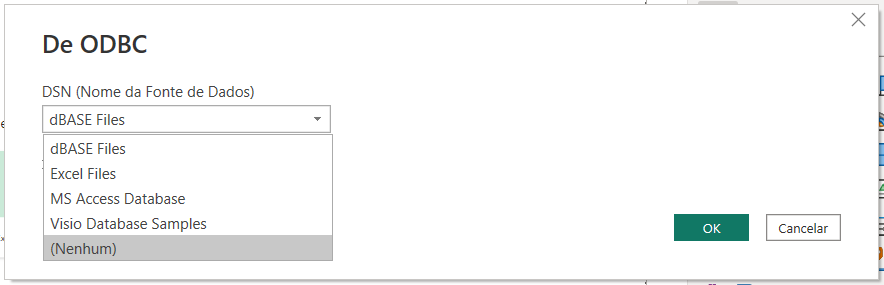 De ODBC
DSN (Nome da Fonte de Dados)
dBASE Files
dBASE Files
Excel Files
MS Access Database
Visio Database Samples
(Nenhum)
OK
Cancelar